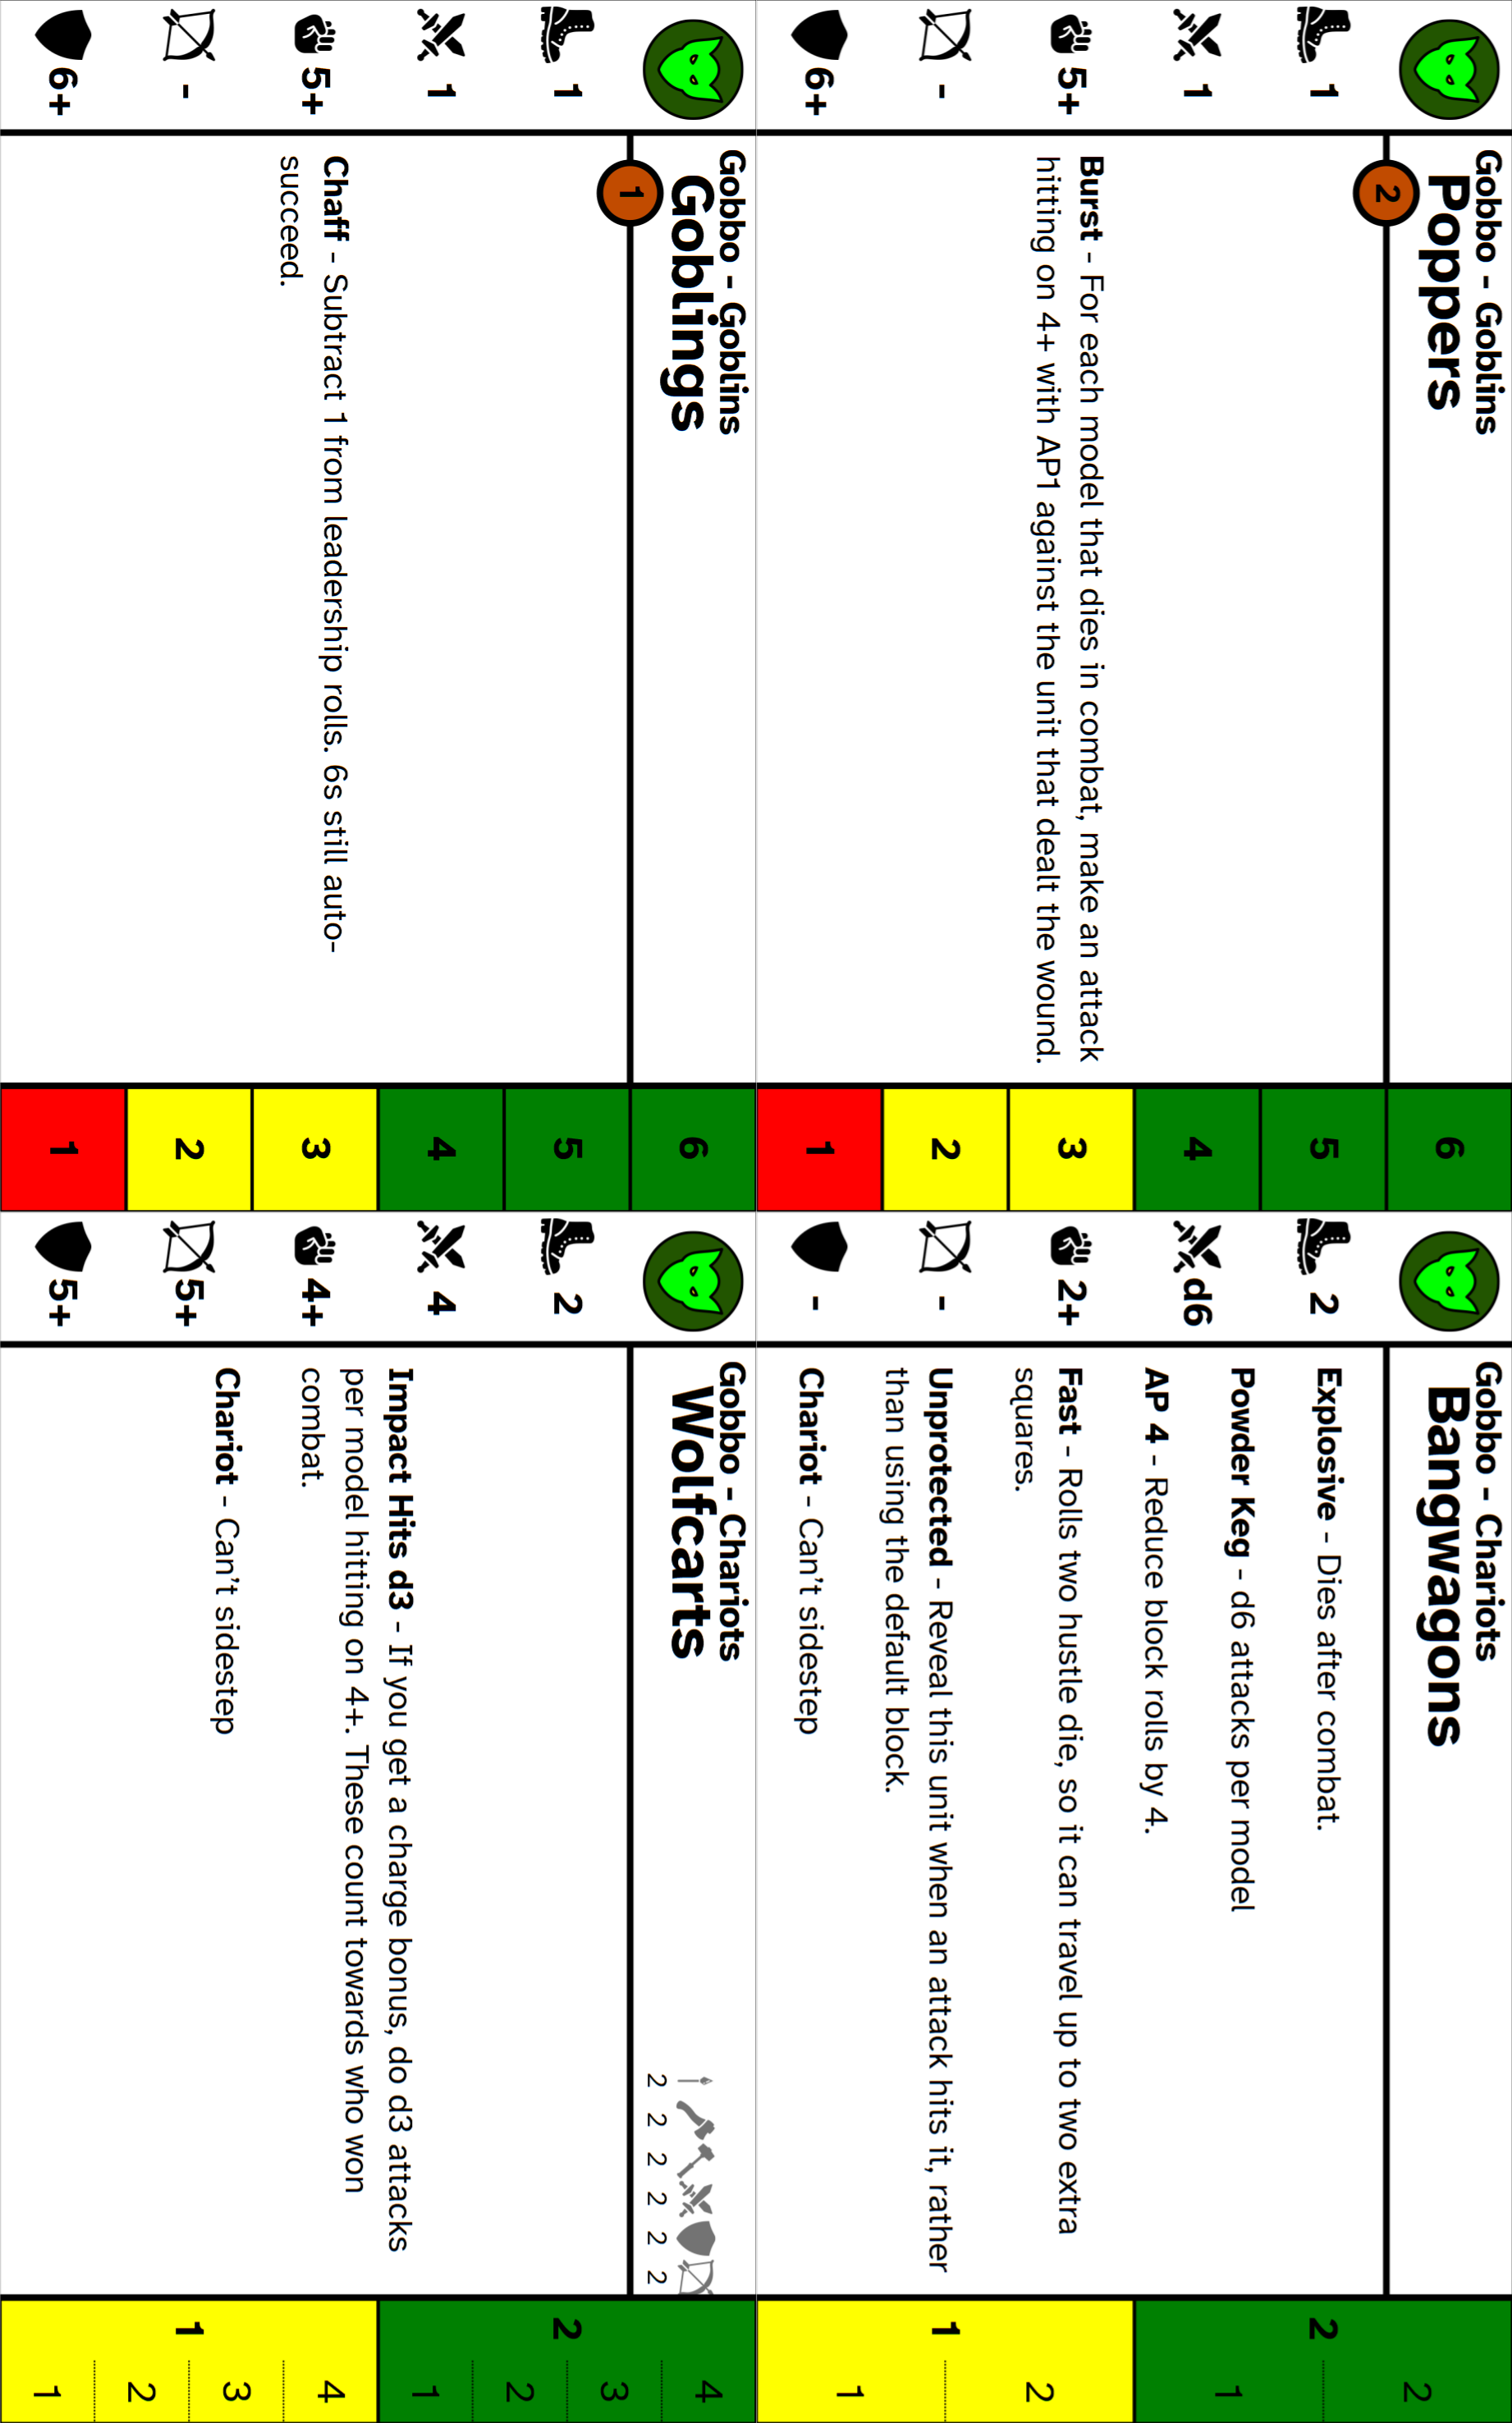 Gobbo - Goblins
Poppers
2
1
1
5+
-
6+
Burst - For each model that dies in combat, make an attack
hitting on 4+ with AP1 against the unit that dealt the wound.
6
5
4
3
2
1
Gobbo - Chariots
Bangwagons
2
d6
2+
-
-
Explosive - Dies after combat.
Powder Keg - d6 attacks per model
AP 4 - Reduce block rolls by 4.
Fast - Rolls two hustle die, so it can travel up to two extra
squares.
Unprotected - Reveal this unit when an attack hits it, rather
than using the default block.
Chariot - Can't sidestep
2
2
1
1
2
1
Gobbo - Goblins
Goblings
1
1
1
5+
-
6+
Chaff - Subtract 1 from leadership rolls. 6s still auto-
succeed.
6
5
4
3
2
1
Gobbo - Chariots
Wolfcarts
2 2 2 2 2 2
2
4
4+
5+
5+
Impact Hits d3 - If you get a charge bonus, do d3 attacks
per model hitting on 4+. These count towards who won
combat.
Chariot - Can't sidestep
2
4
3
2
1
1
4
3
2
1